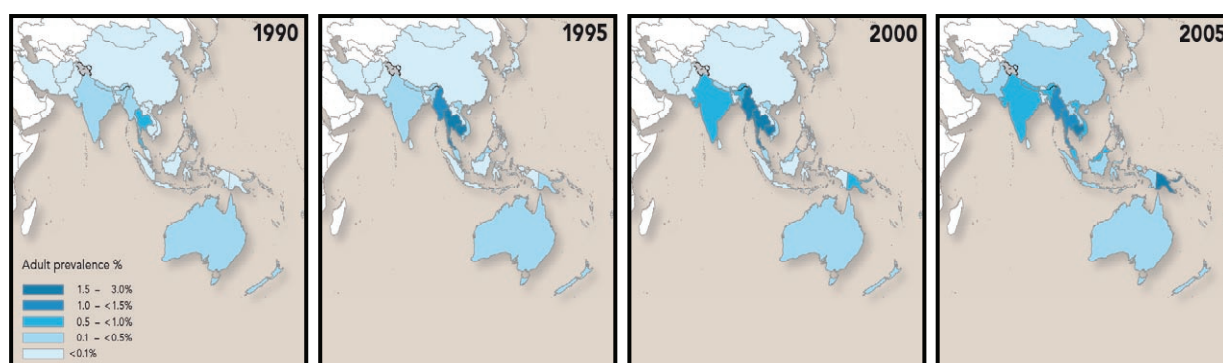 1990
1995
2000
2005
Adult prevalence %
1.5 – 3.0%
1.0 – <1.5%
0.5 – <1.0%
0.1 – <0.5%
<0.1%